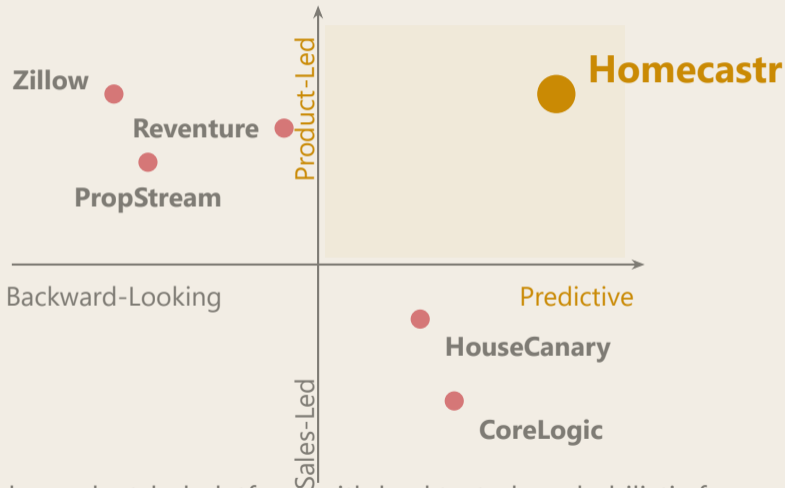 Product-Led
Homecastr
Zillow
Reventure
PropStream
Backward-Looking
Predictive
HouseCanary
CoreLogic
Sales-Led